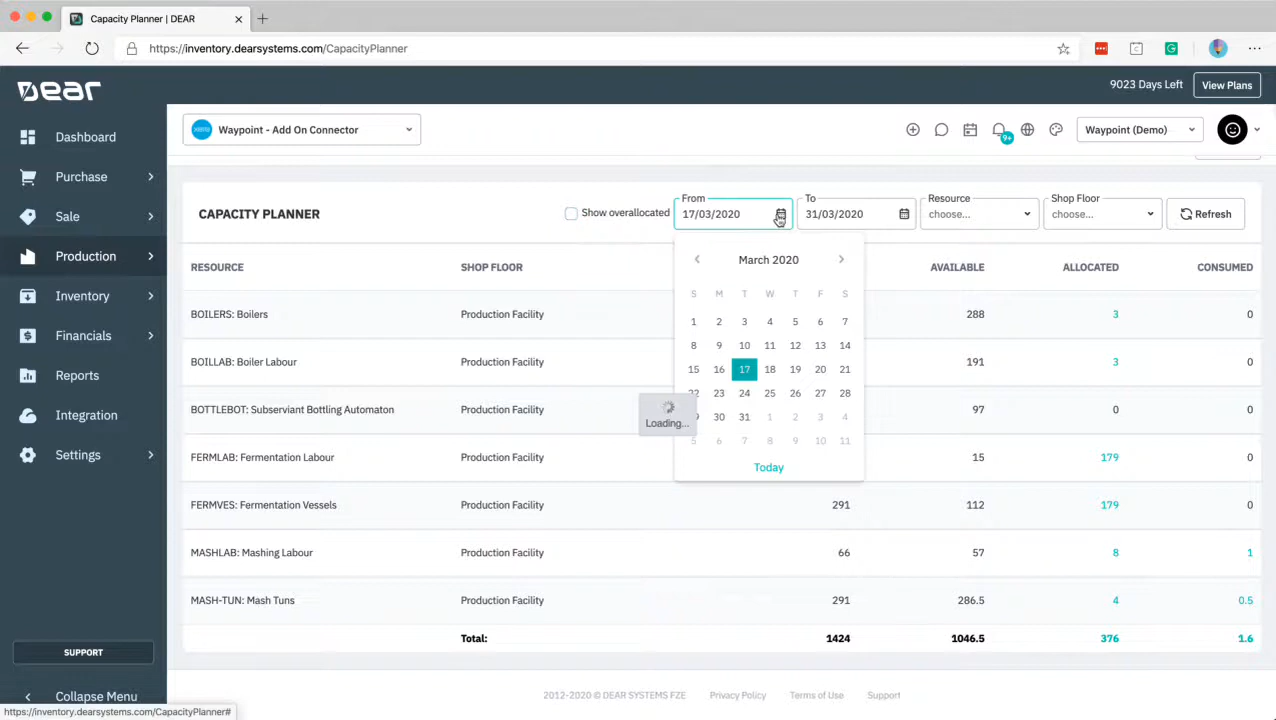 Capacity Planner | DEAR
https://inventory.dearsystems.com/CapacityPlanner
DEAR
9023 Days Left
View Plans
Dashboard
Purchase
Sale
Production
Inventory
Financials
Reports
Integration
Settings
SUPPORT
Collapse Menu
xero
Waypoint - Add On Connector
9+
Waypoint (Demo)
CAPACITY PLANNER
Show overallocated
From
17/03/2020
To
31/03/2020
Resource
choose...
Shop Floor
choose...
Refresh
RESOURCE SHOP FLOOR AVAILABLE ALLOCATED CONSUMED
BOILERS: Boilers Production Facility 288 3 0
BOILLAB: Boiler Labour Production Facility 191 3 0
BOTTLEBOT: Subserviant Bottling Automaton Production Facility 97 0 0
FERMLAB: Fermentation Labour Production Facility 15 179 0
FERMVES: Fermentation Vessels Production Facility 291 112 179 0
MASHLAB: Mashing Labour Production Facility 66 57 8 1
MASH-TUN: Mash Tuns Production Facility 291 286.5 4 0.5
Total: 1424 1046.5 376 1.6
March 2020
S M T W T F S
1 2 3 4 5 6 7
8 9 10 11 12 13 14
15 16 17 18 19 20 21
22 23 24 25 26 27 28
30 31 1 2 3 4
5 6 7 8 9 10 11
Today
Loading...
2012-2020 © DEAR SYSTEMS FZE Privacy Policy Terms of Use Support
https://inventory.dearsystems.com/CapacityPlanner#